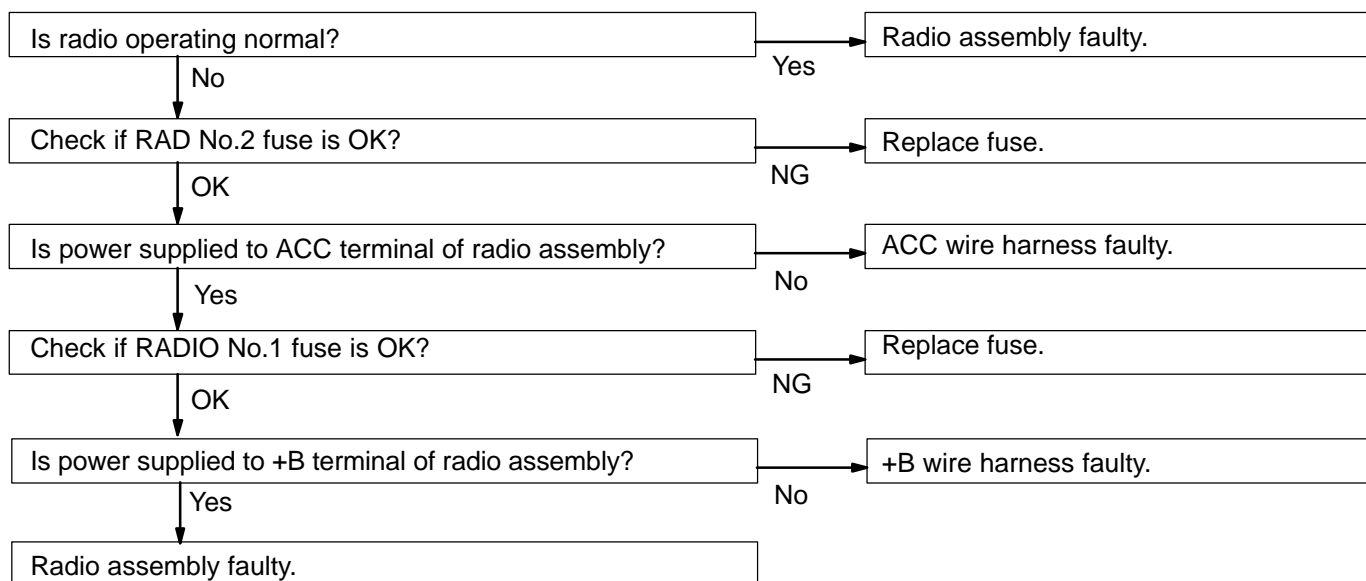 Is radio operating normal?
Yes
Radio assembly faulty.
No
Check if RAD No.2 fuse is OK?
NG
Replace fuse.
OK
Is power supplied to ACC terminal of radio assembly?
No
ACC wire harness faulty.
Yes
Check if RADIO No.1 fuse is OK?
NG
Replace fuse.
OK
Is power supplied to +B terminal of radio assembly?
No
+B wire harness faulty.
Yes
Radio assembly faulty.